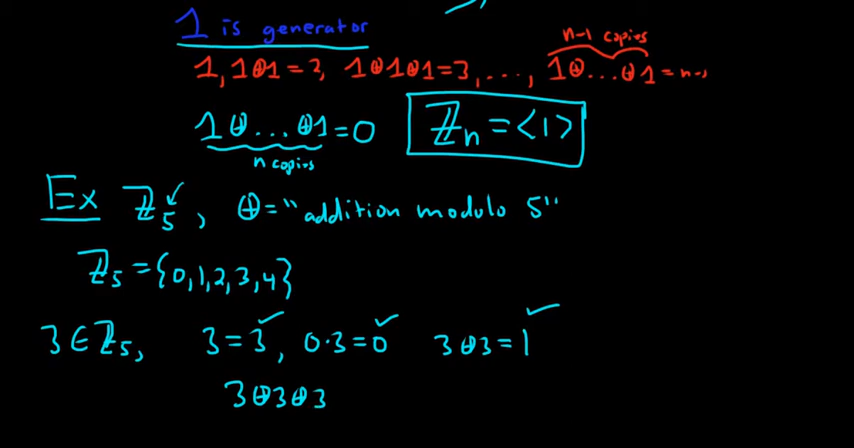 1 is generator
n-1 copies
1, 1⊕1=2, 1⊕1⊕1=3, ..., 1⊕...⊕1=n-1
1⊕...⊕1=0 ℤn=<1>
n copies
Ex ℤ5, ⊕="addition modulo 5"
ℤ5={0,1,2,3,4}
3∈ℤ5, 3=3, 0·3=0 3⊕3=1
3⊕3⊕3